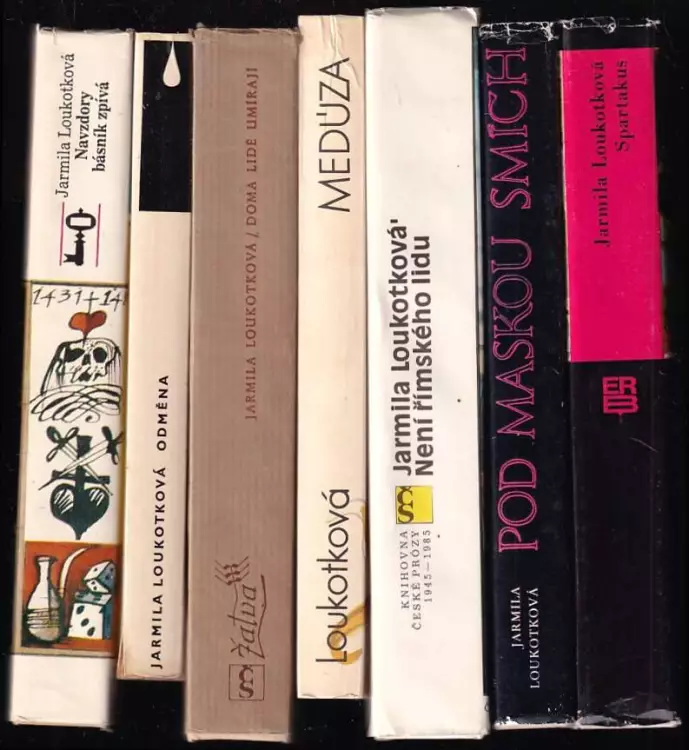 Jarmila Loukotková
Navzdory
básník zpívá
1431+14
JARMILA LOUKOTKOVÁ ODMĚNA
JARMILA LOUKOTKOVÁ / DOMA LIDÉ UMÍRAJÍ
Žatva
Loukotková MEDÚZA
Jarmila Loukotková
Není římského lidu
KNIHOVNA
ČESKÉ PRÓZY
1945–1985
JARMILA
LOUKOTKOVÁ
POD MASKOU SMÍCH
Jarmila Loukotková
Spartakus